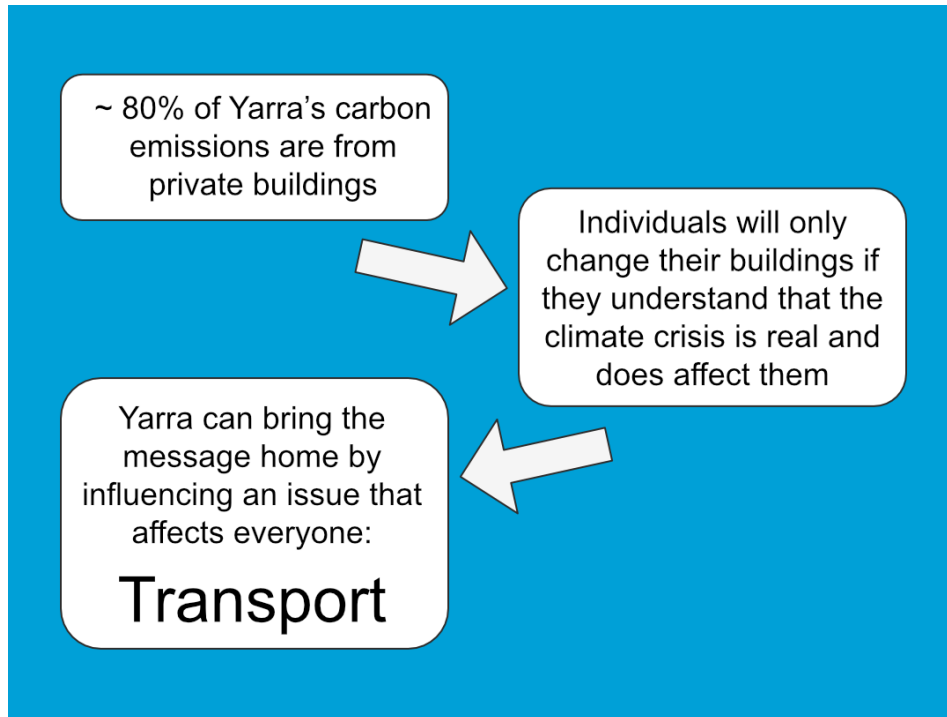 ~ 80% of Yarra’s carbon
emissions are from
private buildings
Individuals will only
change their buildings if
they understand that the
climate crisis is real and
does affect them
Yarra can bring the
message home by
influencing an issue that
affects everyone:
Transport